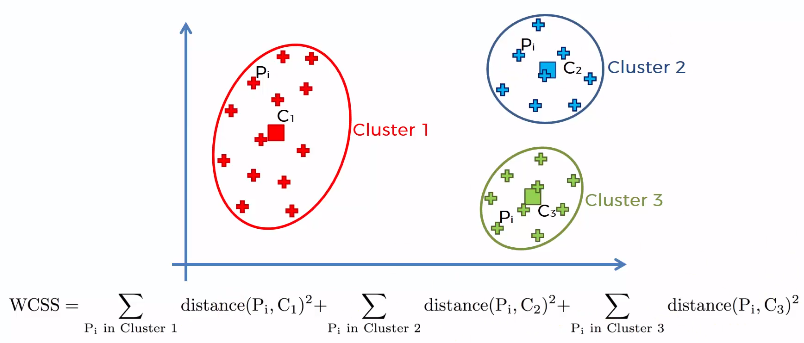 Pᵢ
C₁
Cluster 1
Pᵢ
C₂
Cluster 2
Pᵢ
C₃
Cluster 3
WCSS = ∑ distance(Pᵢ, C₁)² + ∑ distance(Pᵢ, C₂)² + ∑ distance(Pᵢ, C₃)²
Pᵢ in Cluster 1 Pᵢ in Cluster 2 Pᵢ in Cluster 3